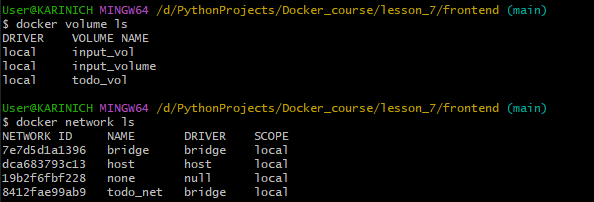 User@KARINICH MINGW64 /d/PythonProjects/Docker_course/lesson_7/frontend (main)
$ docker volume ls
DRIVER    VOLUME NAME
local     input_vol
local     input_volume
local     todo_vol
User@KARINICH MINGW64 /d/PythonProjects/Docker_course/lesson_7/frontend (main)
$ docker network ls
NETWORK ID     NAME       DRIVER    SCOPE
7e7d5d1a1396   bridge     bridge    local
dca683793c13   host       host      local
19b2f6fbf228   none       null      local
8412fae99ab9   todo_net   bridge    local